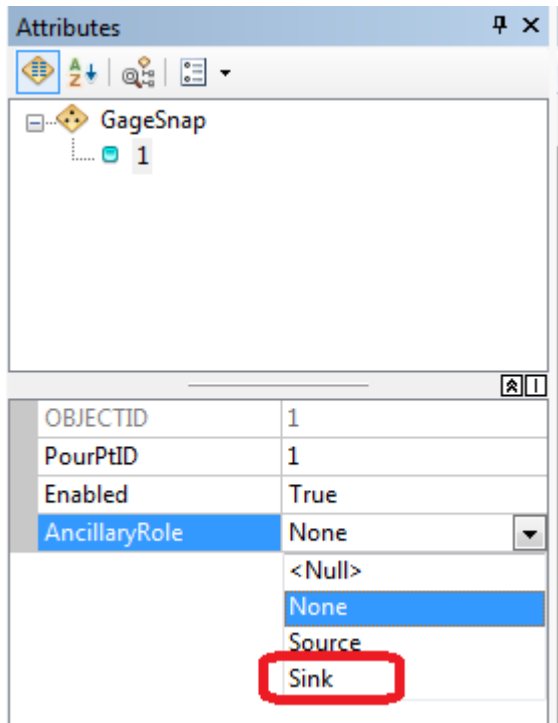 Attributes
GageSnap
1
OBJECTID 1
PourPtID 1
Enabled True
AncillaryRole None
<Null>
None
Source
Sink